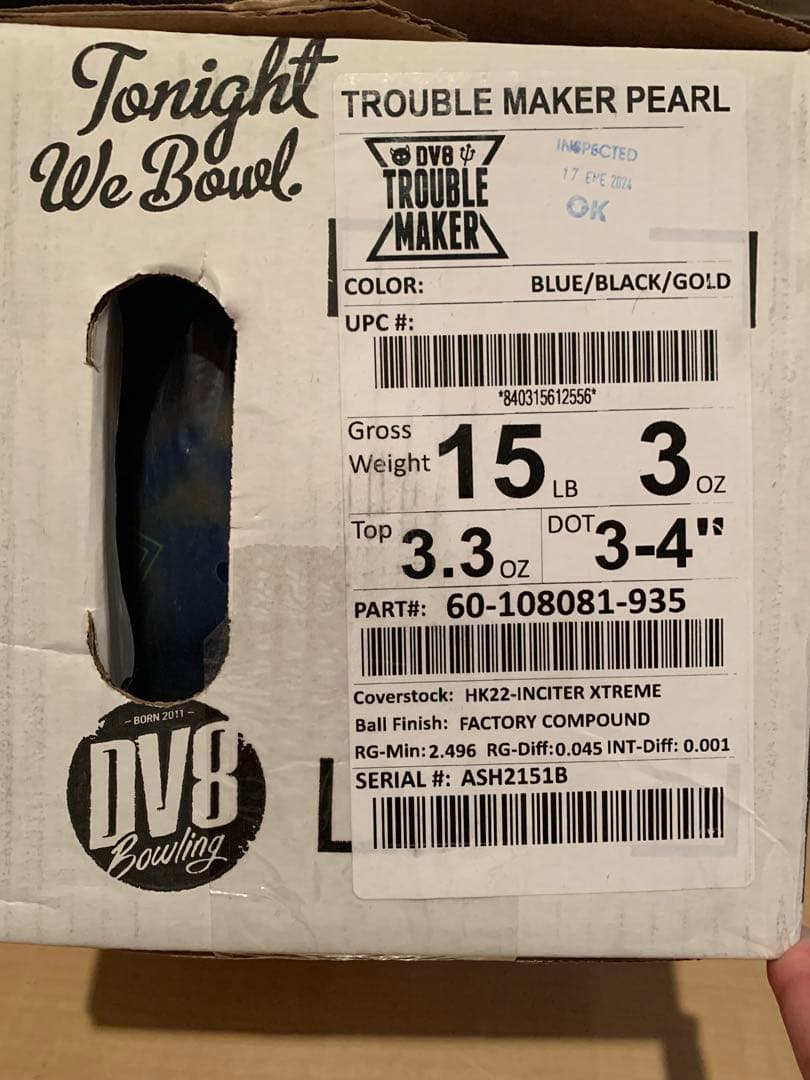 Tonight
We Bowl.
TROUBLE MAKER PEARL
DV8
TROUBLE
MAKER
INSPECTED
17 ENE 2024
OK
COLOR: BLUE/BLACK/GOLD
UPC #:
*840315612556*
Gross
Weight 15 LB 3 OZ
Top 3.3 OZ DOT 3-4"
PART#: 60-108081-935
Coverstock: HK22-INCITER XTREME
Ball Finish: FACTORY COMPOUND
RG-Min: 2.496 RG-Diff: 0.045 INT-Diff: 0.001
SERIAL #: ASH2151B
– BORN 2011 –
DV8
Bowling